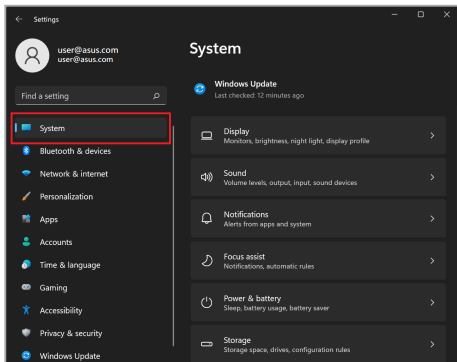 Settings
user@asus.com
user@asus.com
Find a setting
System
Bluetooth & devices
Network & internet
Personalization
Apps
Accounts
Time & language
Gaming
Accessibility
Privacy & security
Windows Update
System
Windows Update
Last checked: 12 minutes ago
Display
Monitors, brightness, night light, display profile
Sound
Volume levels, output, input, sound devices
Notifications
Alerts from apps and system
Focus assist
Notifications, automatic rules
Power & battery
Sleep, battery usage, battery saver
Storage
Storage space, drives, configuration rules